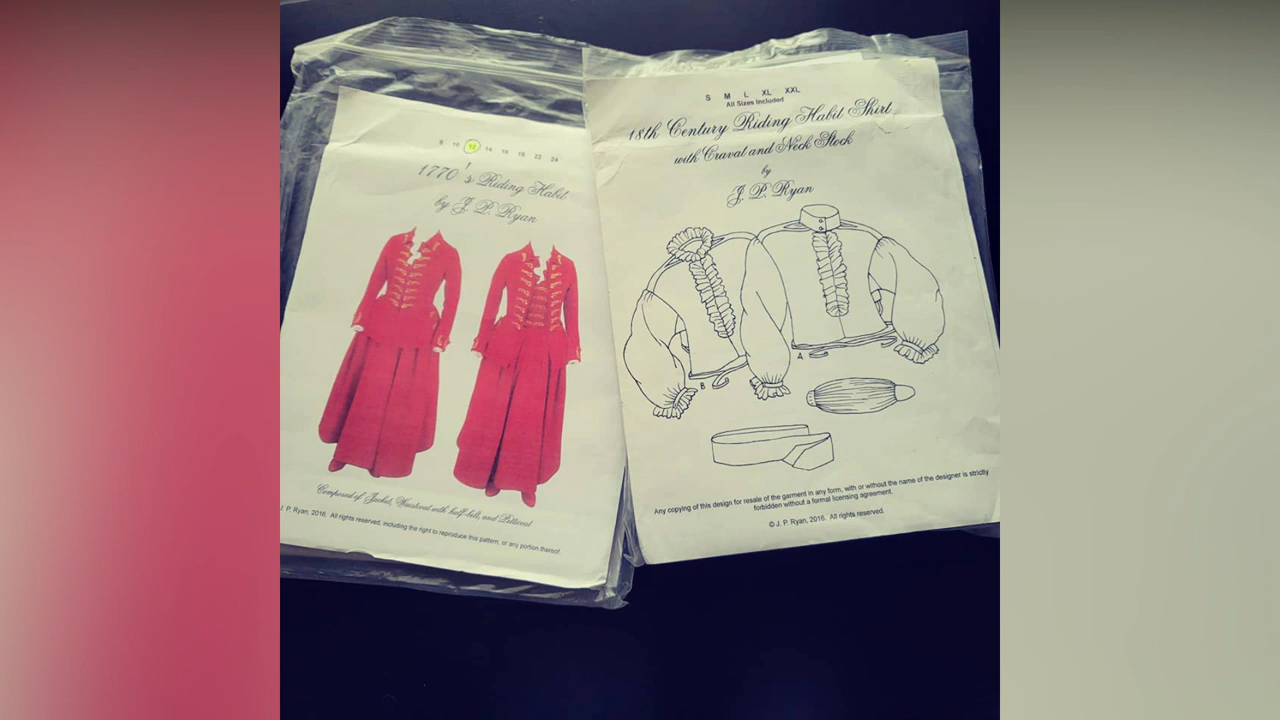 8 10 12 14 16 18 22 24
1770's Riding Habit
by J. P. Ryan
Composed of Jacket, Waistcoat with half-belts, and Petticoat
J. P. Ryan, 2016. All rights reserved, including the right to reproduce this pattern, or any portion thereof.
S M L XL XXL
All Sizes Included
18th Century Riding Habit Shirt
with Cravat and Neck Stock
by
J. P. Ryan
A
B
Any copying of this design for resale of the garment in any form, with or without the name of the designer is strictly
forbidden without a formal licensing agreement.
© J. P. Ryan, 2016. All rights reserved.